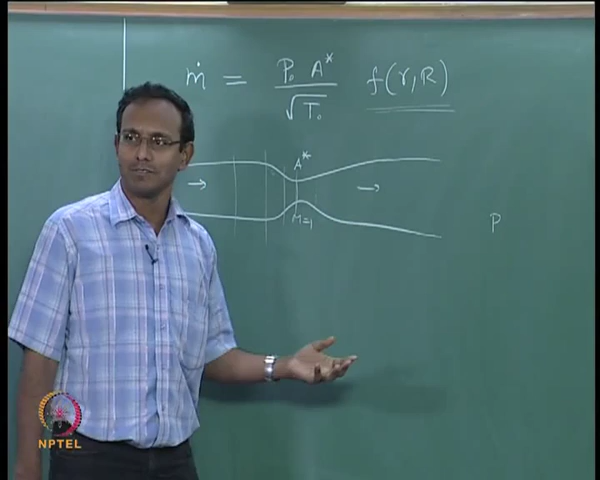 ṁ = P₀ A* / √T₀ f(γ, R)
A*
M=1
P
NPTEL